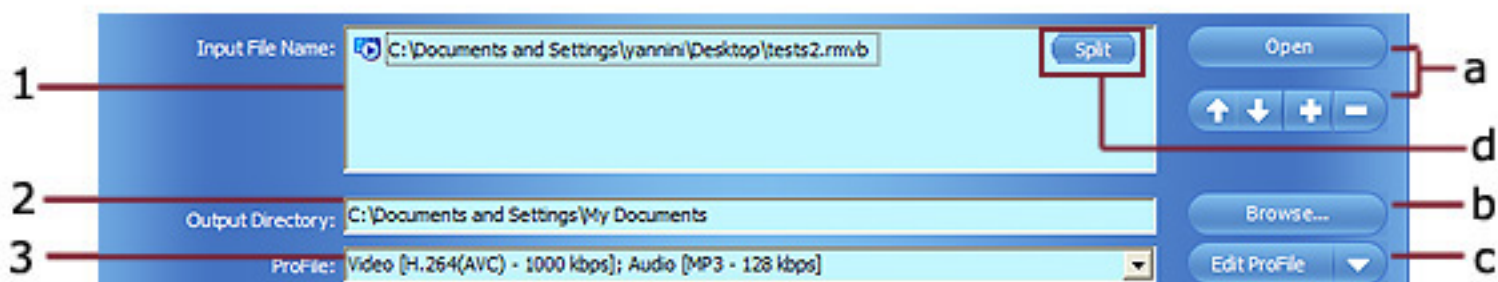 Input File Name: C:\Documents and Settings\yannini\Desktop\tests2.rmvb Split Open
1
a
d
2
Output Directory: C:\Documents and Settings\My Documents Browse... b
3
ProFile: Video [H.264(AVC) - 1000 kbps]; Audio [MP3 - 128 kbps] Edit ProFile c